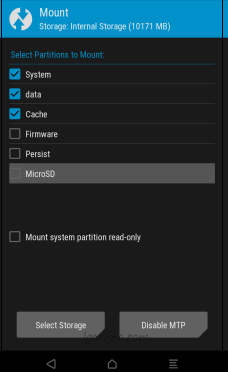 Mount
Storage: Internal Storage (10171 MB)
Select Partitions to Mount:
System
data
Cache
Firmware
Persist
MicroSD
Mount system partition read-only
Select Storage
Disable MTP